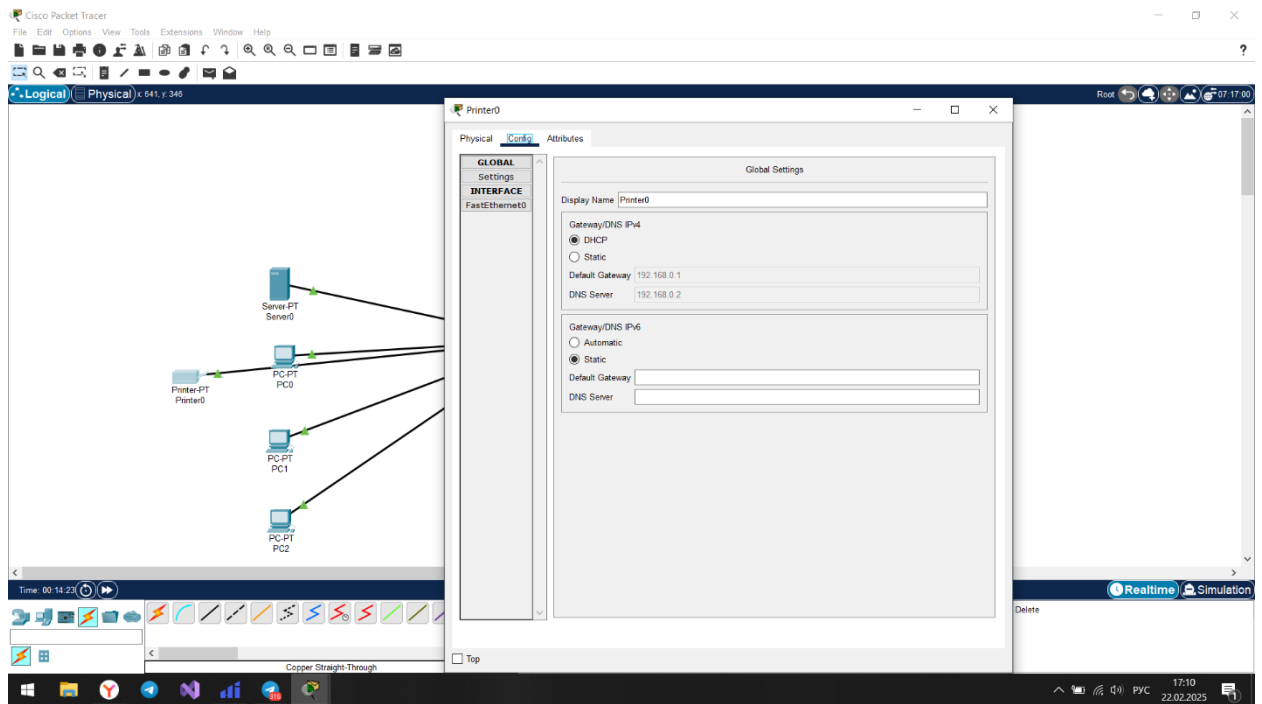 Cisco Packet Tracer
File Edit Options View Tools Extensions Window Help
?
Logical Physical x: 641, y: 346
Root 07:17:00
Printer0
Physical Config Attributes
GLOBAL
Settings
INTERFACE
FastEthernet0
Global Settings
Display Name Printer0
Gateway/DNS IPv4
DHCP
Static
Default Gateway 192.168.0.1
DNS Server 192.168.0.2
Gateway/DNS IPv6
Automatic
Static
Default Gateway
DNS Server
Top
Server-PT
Server0
PC-PT
PC0
Printer-PT
Printer0
PC-PT
PC1
PC-PT
PC2
Time: 00:14:23
Realtime Simulation
Delete
Copper Straight-Through
316
РУС
17:10
22.02.2025
1